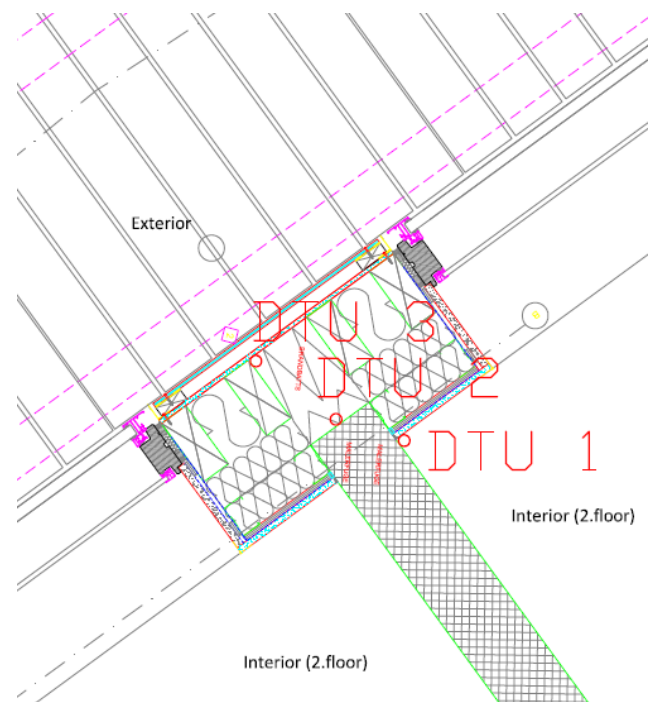 Exterior
DTU 3
DTU 2
DTU 1
Interior (2.floor)
Interior (2.floor)